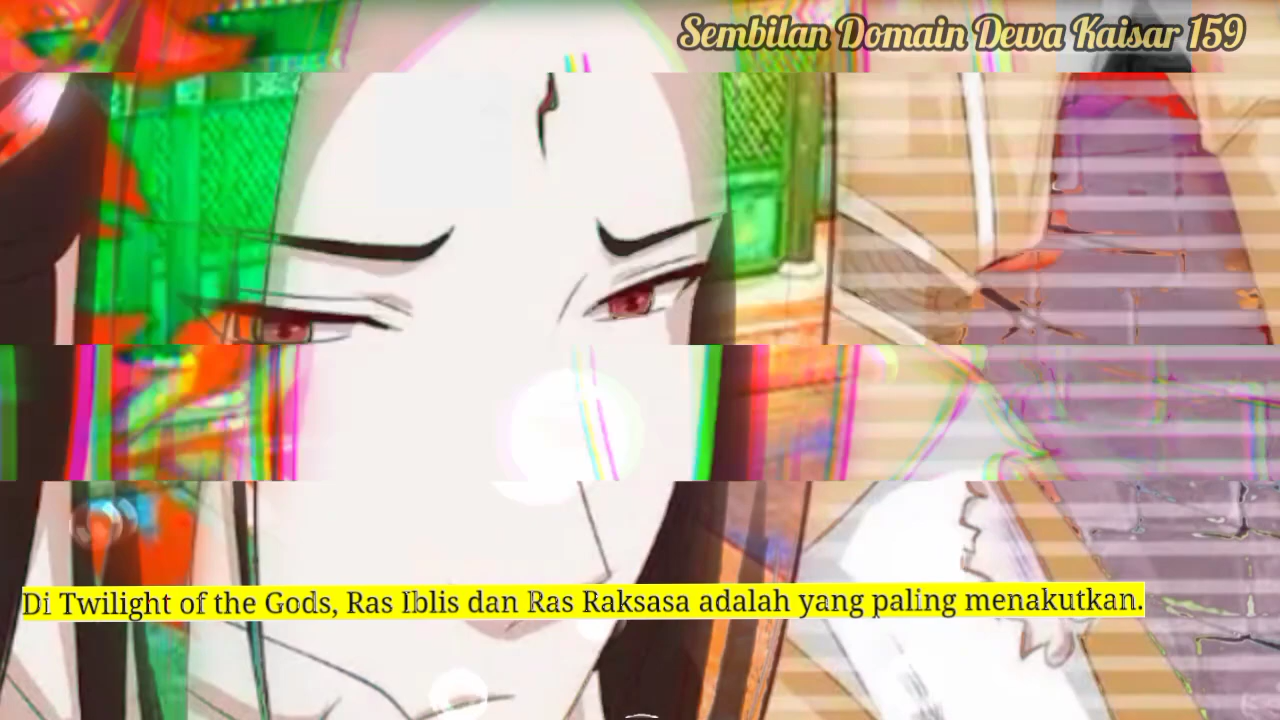 Sembilan Domain Dewa Kaisar 159
Di Twilight of the Gods, Ras Iblis dan Ras Raksasa adalah yang paling menakutkan.